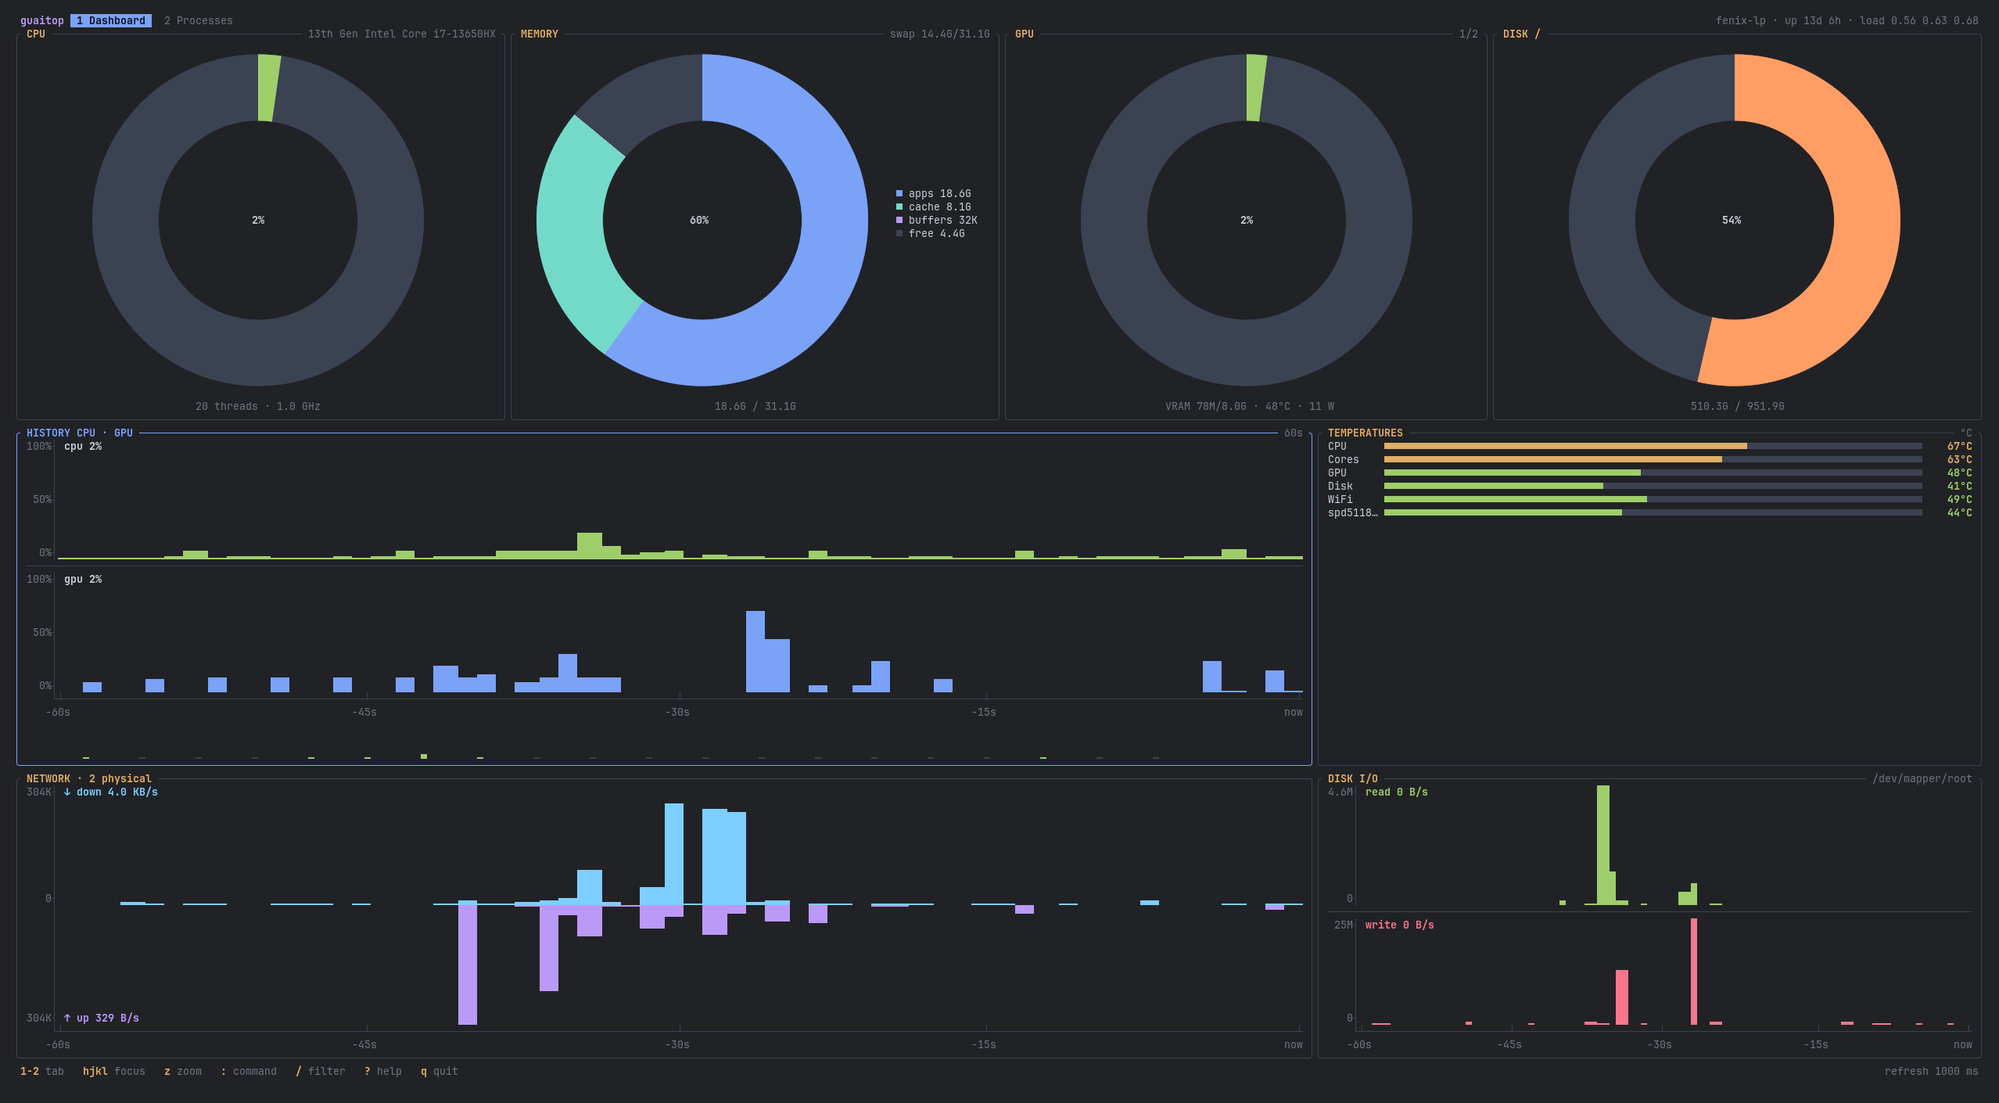 guaitop 1 Dashboard 2 Processes fenix-lp · up 13d 6h · load 0.56 0.63 0.68
CPU 13th Gen Intel Core i7-13650HX
2%
20 threads · 1.0 GHz
MEMORY swap 14.4G/31.1G
60%
apps 18.6G
cache 8.1G
buffers 32K
free 4.4G
18.6G / 31.1G
GPU 1/2
2%
VRAM 78M/8.0G · 48°C · 11 W
DISK /
54%
510.3G / 951.9G
HISTORY CPU · GPU 60s
100% cpu 2%
50%
0%
100% gpu 2%
50%
0%
-60s -45s -30s -15s now
TEMPERATURES °C
CPU 67°C
Cores 63°C
GPU 48°C
Disk 41°C
WiFi 49°C
spd5118… 44°C
NETWORK · 2 physical
304K ↓ down 4.0 KB/s
0
304K ↑ up 329 B/s
-60s -45s -30s -15s now
DISK I/O /dev/mapper/root
4.6M read 0 B/s
0
25M write 0 B/s
0
-60s -45s -30s -15s now
1-2 tab hjkl focus z zoom : command / filter ? help q quit refresh 1000 ms